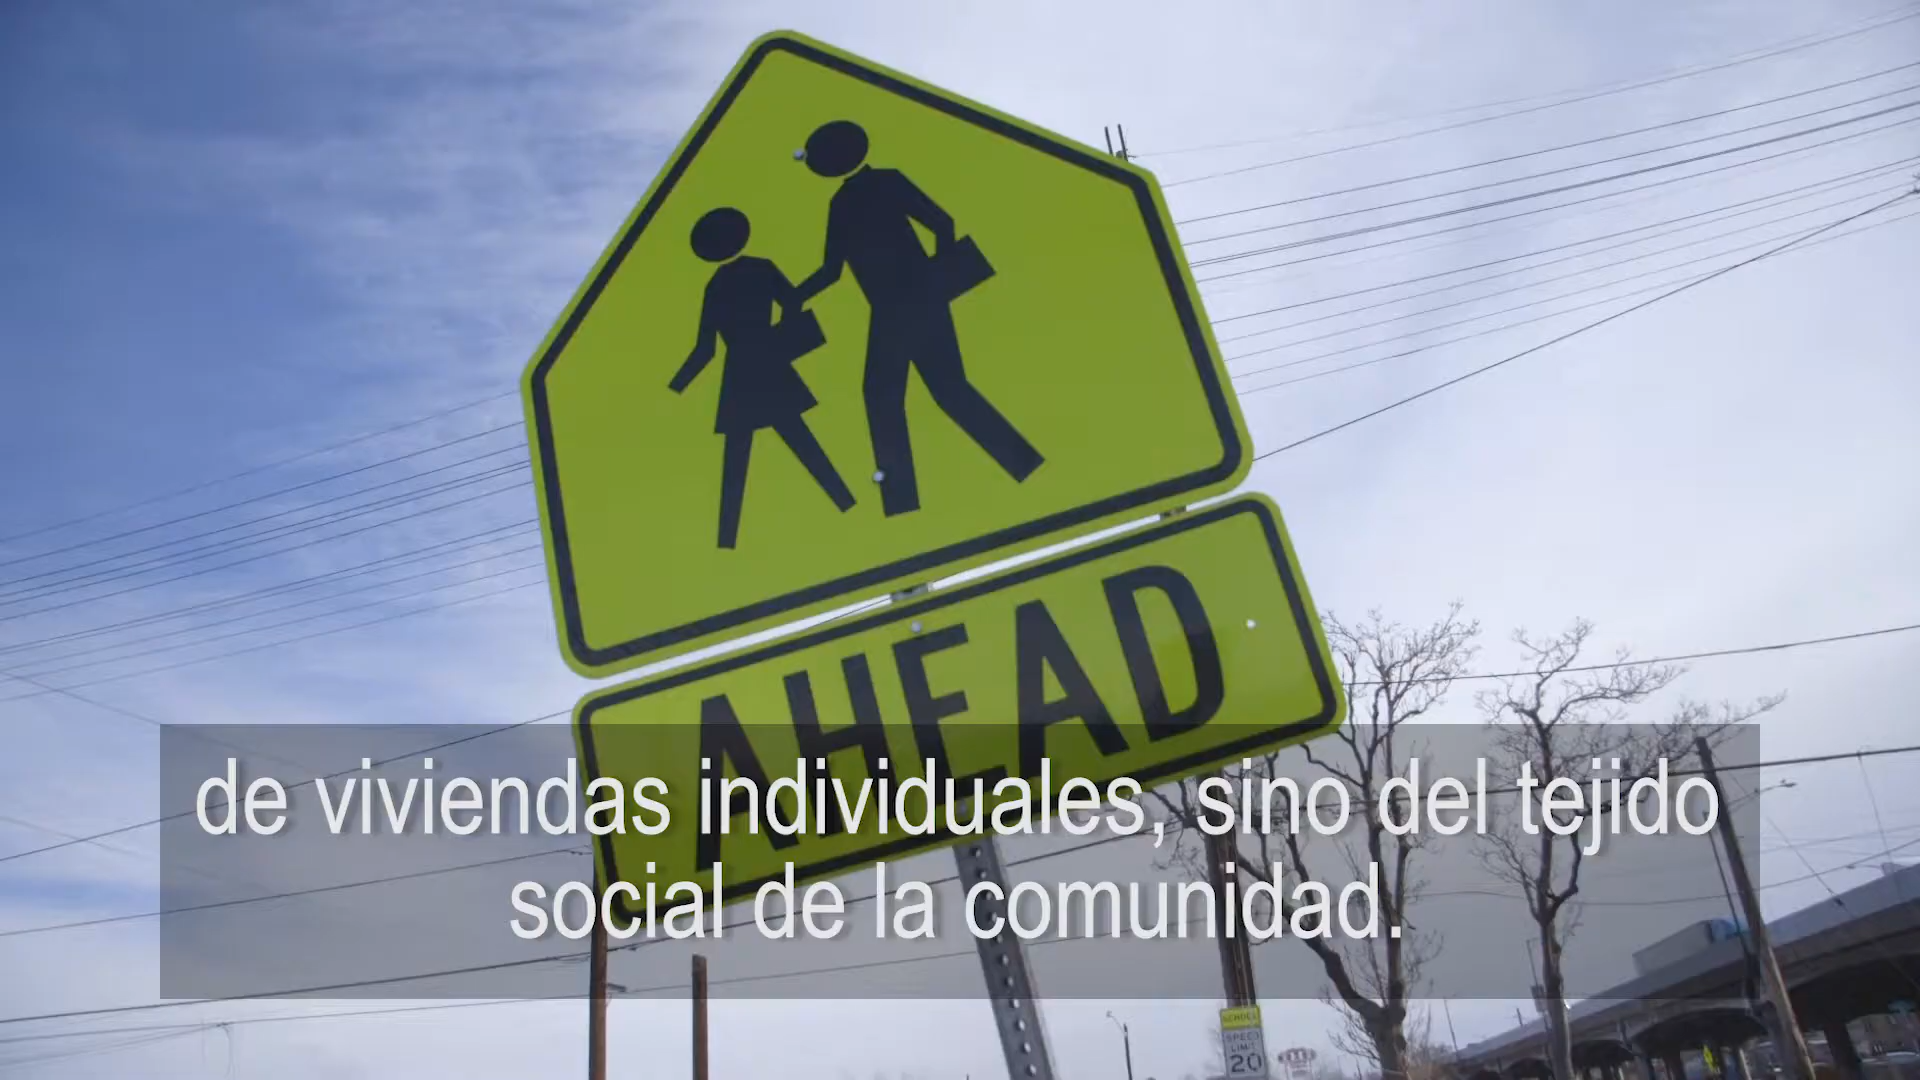 AHEAD
de viviendas individuales, sino del tejido
social de la comunidad.
SCHOOL
SPEED
LIMIT
20